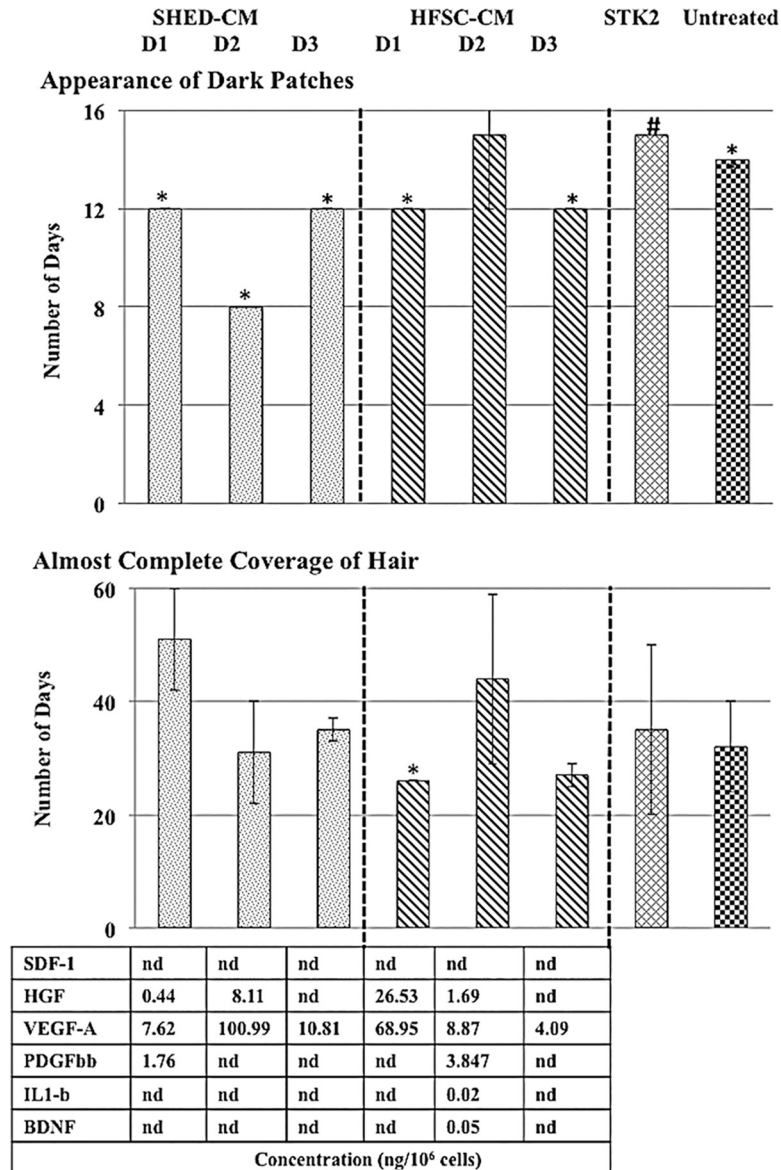 SHED-CM HFSC-CM STK2 Untreated
D1 D2 D3 D1 D2 D3
Appearance of Dark Patches
Number of Days
16
12
8
4
0
* * * * * # *
Almost Complete Coverage of Hair
Number of Days
60
40
20
0
*
SDF-1 nd nd nd nd nd nd
HGF 0.44 8.11 nd 26.53 1.69 nd
VEGF-A 7.62 100.99 10.81 68.95 8.87 4.09
PDGFbb 1.76 nd nd nd 3.847 nd
IL1-b nd nd nd nd 0.02 nd
BDNF nd nd nd nd 0.05 nd
Concentration (ng/10⁶ cells)